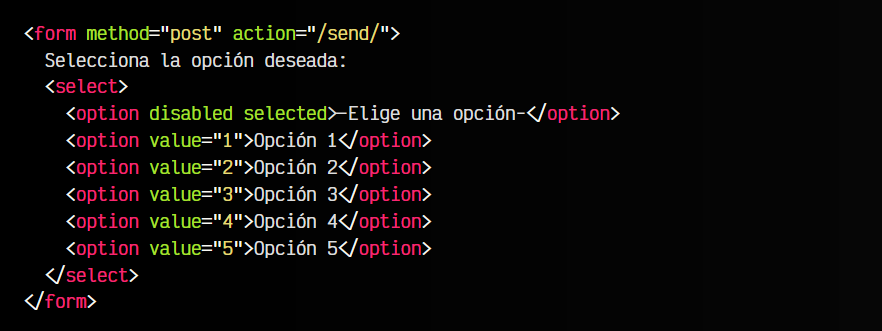 <form method="post" action="/send/">
  Selecciona la opción deseada:
  <select>
    <option disabled selected>-Elige una opción-</option>
    <option value="1">Opción 1</option>
    <option value="2">Opción 2</option>
    <option value="3">Opción 3</option>
    <option value="4">Opción 4</option>
    <option value="5">Opción 5</option>
  </select>
</form>